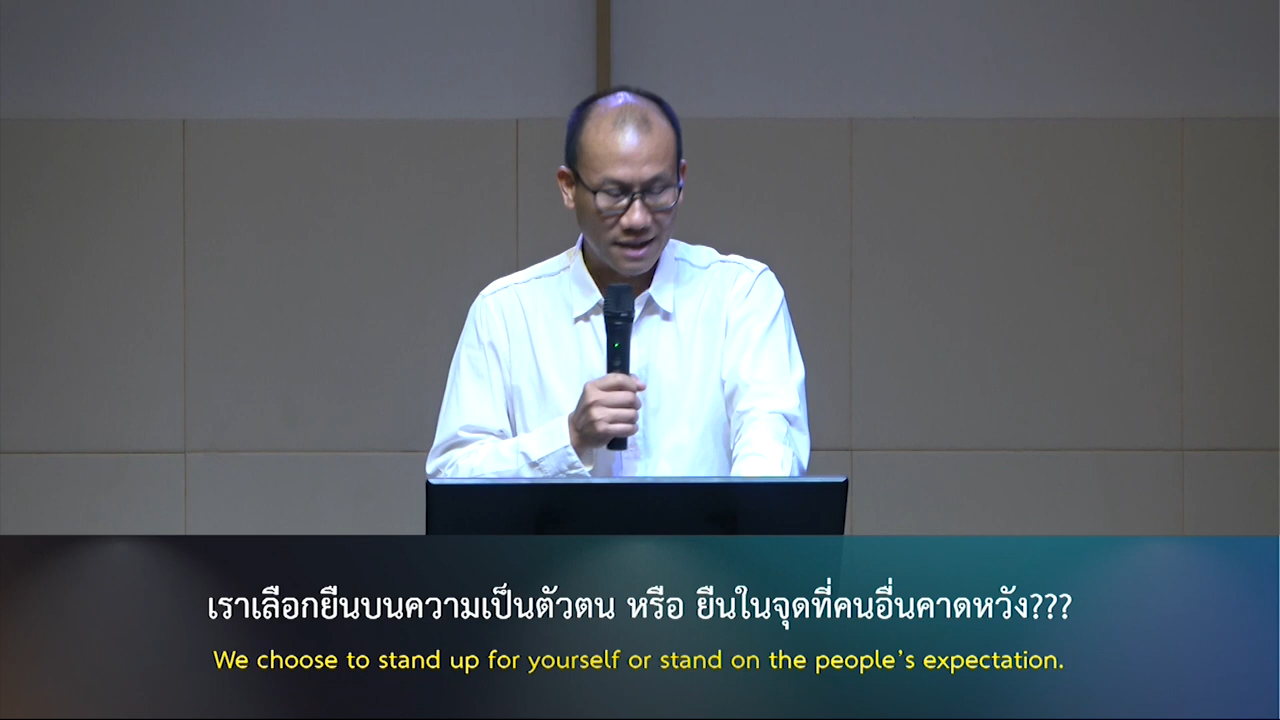 เราเลือกยืนบนความเป็นตัวตน หรือ ยืนในจุดที่คนอื่นคาดหวัง???
We choose to stand up for yourself or stand on the people's expectation.